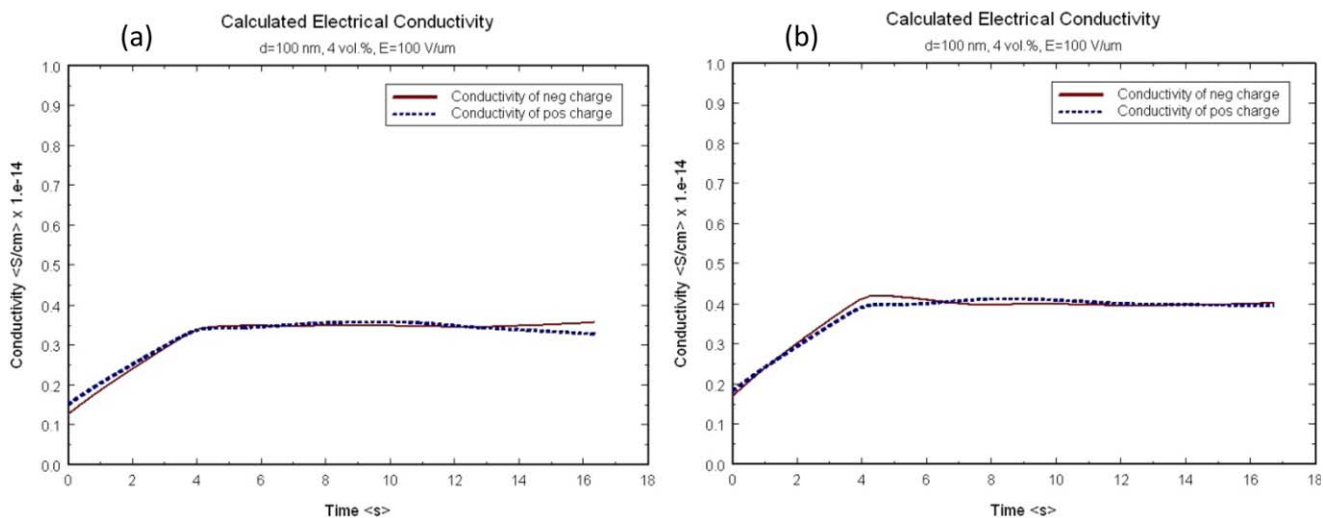 Calculated Electrical Conductivity
(a)
d=100 nm, 4 vol.%, E=100 V/um
Conductivity of neg charge
Conductivity of pos charge
Conductivity <S/cm> x 1.e-14
1.0
0.9
0.8
0.7
0.6
0.5
0.4
0.3
0.2
0.1
0.0
0 2 4 6 8 10 12 14 16 18
Time <s>
Calculated Electrical Conductivity
(b)
d=100 nm, 4 vol.%, E=100 V/um
Conductivity of neg charge
Conductivity of pos charge
Conductivity <S/cm> x 1.e-14
1.0
0.9
0.8
0.7
0.6
0.5
0.4
0.3
0.2
0.1
0.0
0 2 4 6 8 10 12 14 16 18
Time <s>